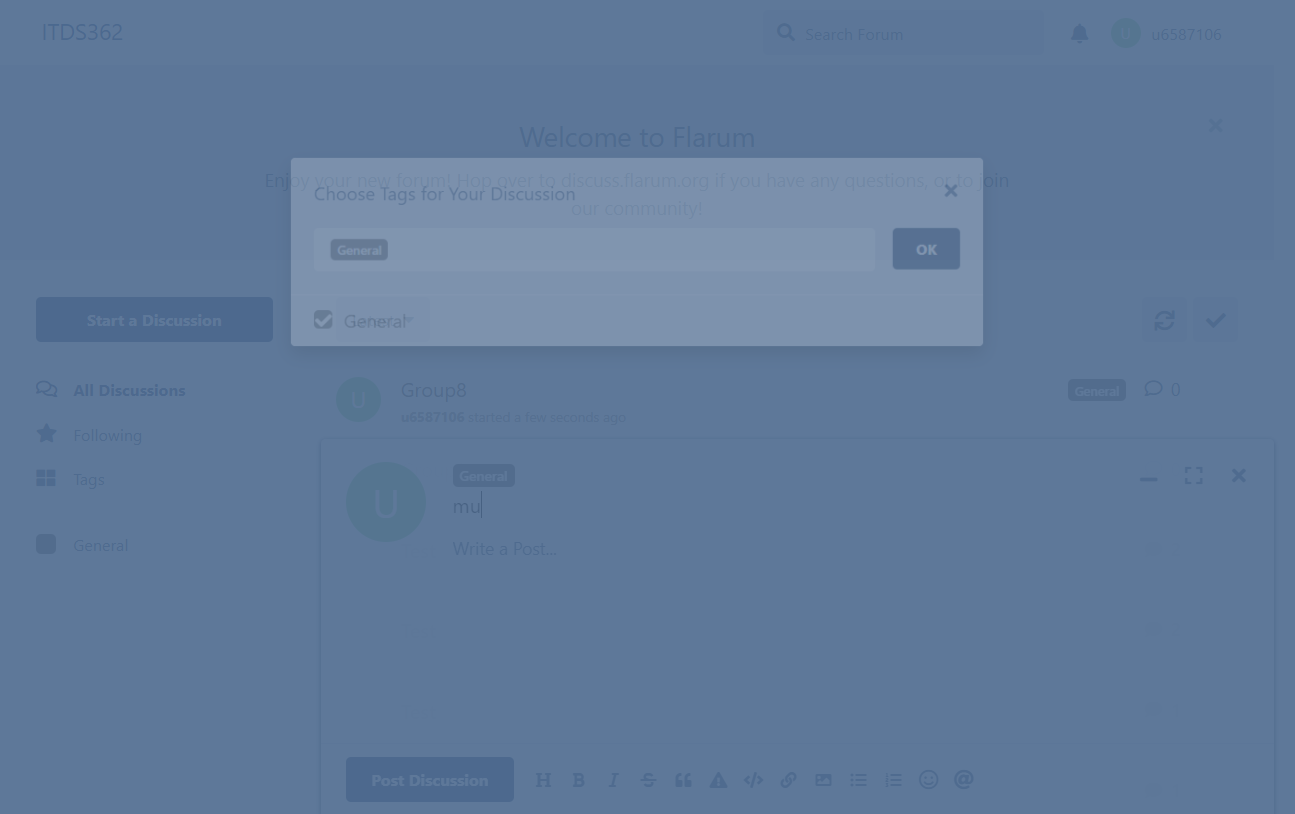 ITDS362
Search Forum
U
u6587106
Welcome to Flarum
Enjoy your new forum! Hop over to discuss.flarum.org if you have any questions, or to join
our community!
Choose Tags for Your Discussion
General
OK
General
Start a Discussion
All Discussions
Following
Tags
General
U
Group8
General
0
u6587106 started a few seconds ago
U
General
mu
Write a Post...
Post Discussion